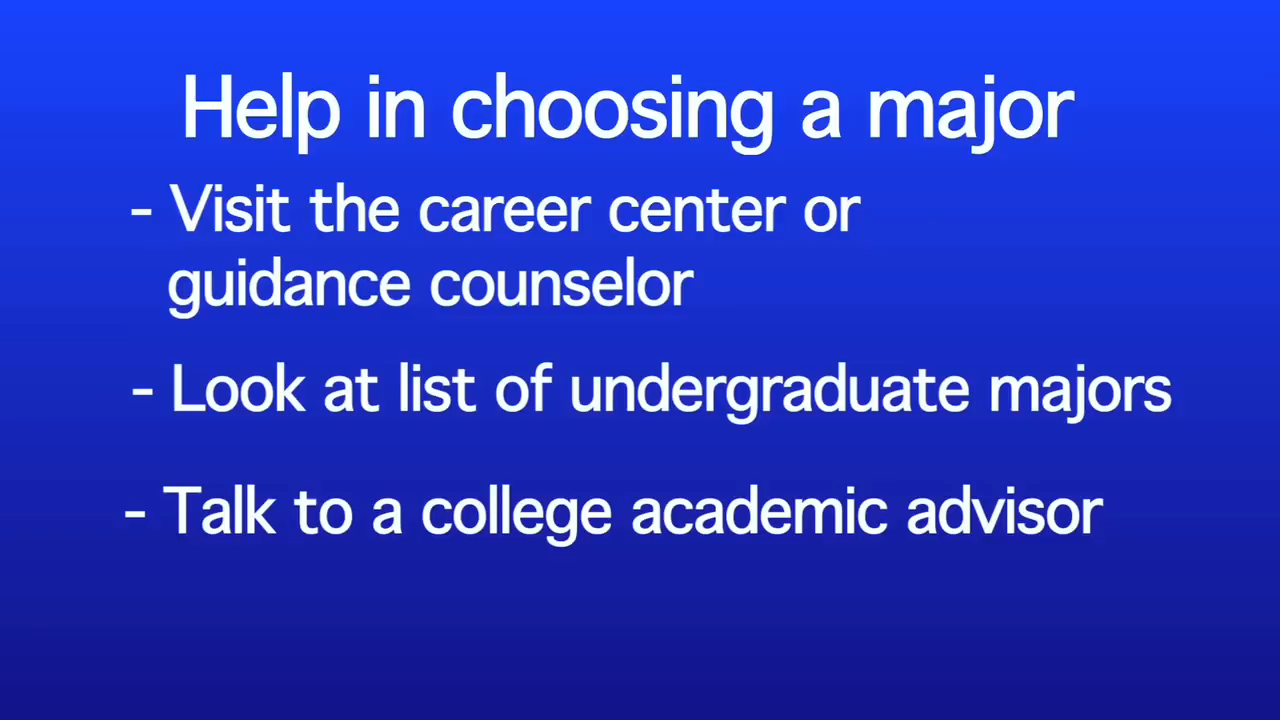 Help in choosing a major
- Visit the career center or
guidance counselor
- Look at list of undergraduate majors
- Talk to a college academic advisor